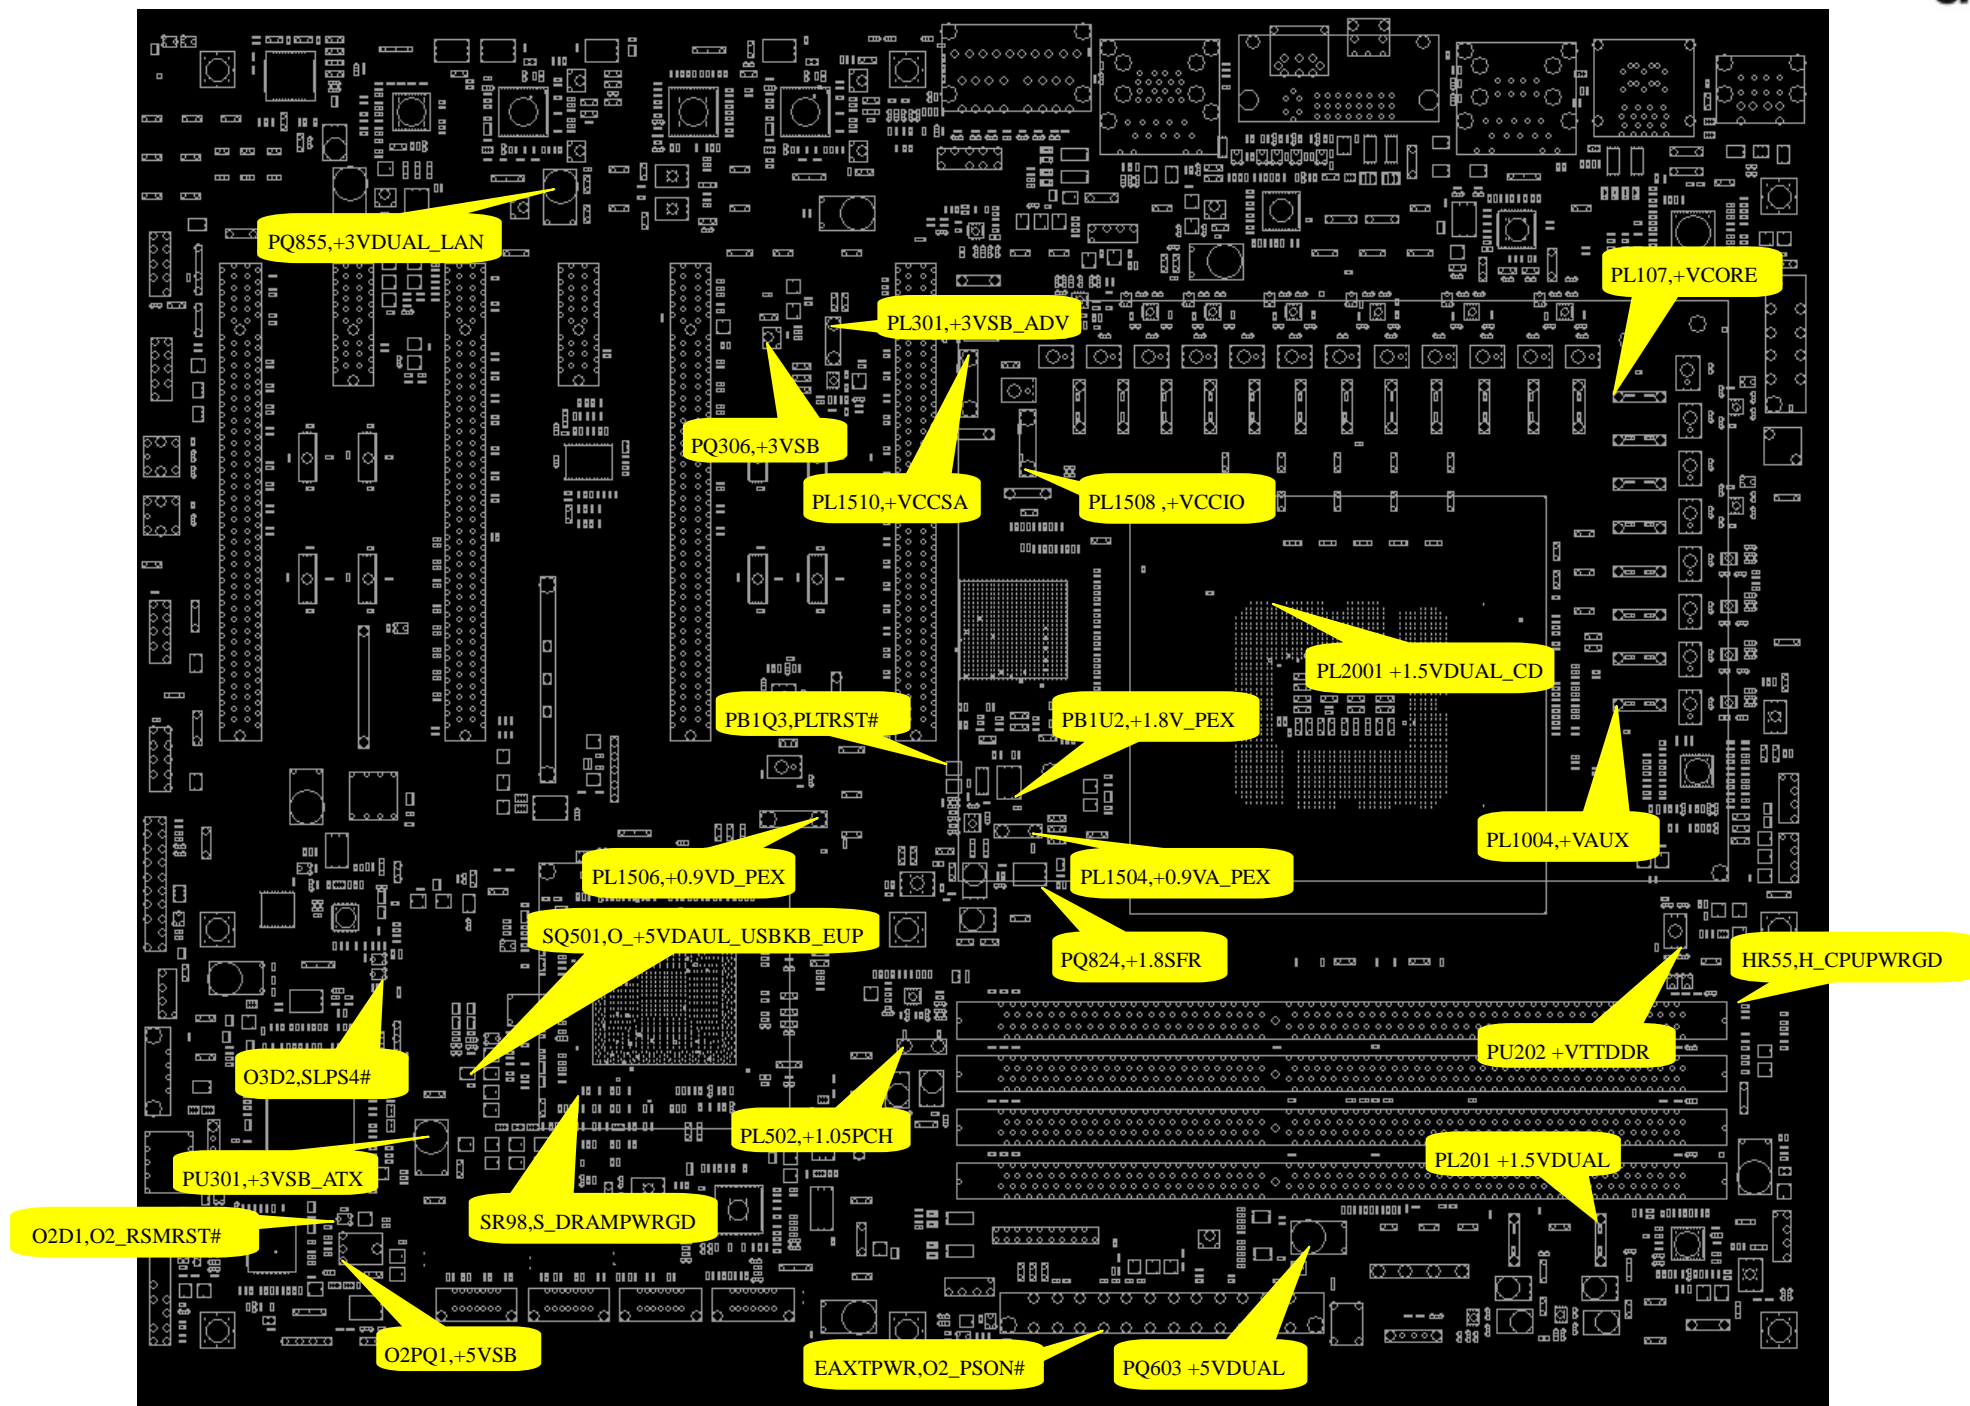 PQ855,+3VDUAL_LAN
PL107,+VCORE
PL301,+3VSB_ADV
PQ306,+3VSB
PL1510,+VCCSA
PL1508 ,+VCCIO
PL2001 +1.5VDUAL_CD
PB1Q3,PLTRST#
PB1U2,+1.8V_PEX
PL1004,+VAUX
PL1506,+0.9VD_PEX
PL1504,+0.9VA_PEX
SQ501,O_+5VDAUL_USBKB_EUP
PQ824,+1.8SFR
HR55,H_CPUPWRGD
PU202 +VTTDDR
O3D2,SLPS4#
PL502,+1.05PCH
PL201 +1.5VDUAL
PU301,+3VSB_ATX
SR98,S_DRAMPWRGD
O2D1,O2_RSMRST#
O2PQ1,+5VSB
EAXTPWR,O2_PSON#
PQ603 +5VDUAL